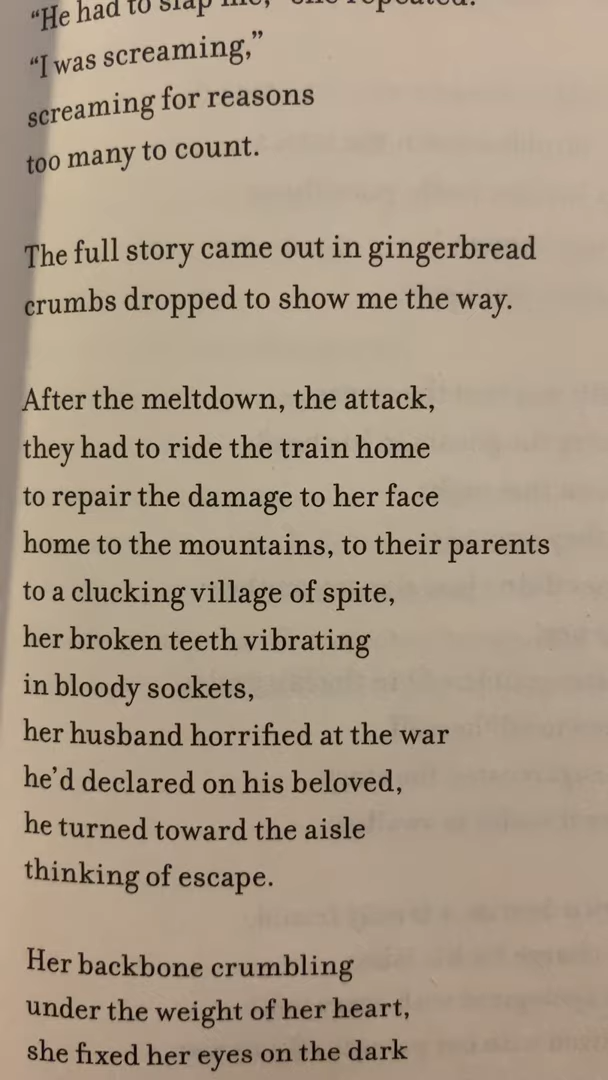 “He had to slap me,” she repeated.
“I was screaming,”
screaming for reasons
too many to count.
The full story came out in gingerbread
crumbs dropped to show me the way.
After the meltdown, the attack,
they had to ride the train home
to repair the damage to her face
home to the mountains, to their parents
to a clucking village of spite,
her broken teeth vibrating
in bloody sockets,
her husband horrified at the war
he’d declared on his beloved,
he turned toward the aisle
thinking of escape.
Her backbone crumbling
under the weight of her heart,
she fixed her eyes on the dark